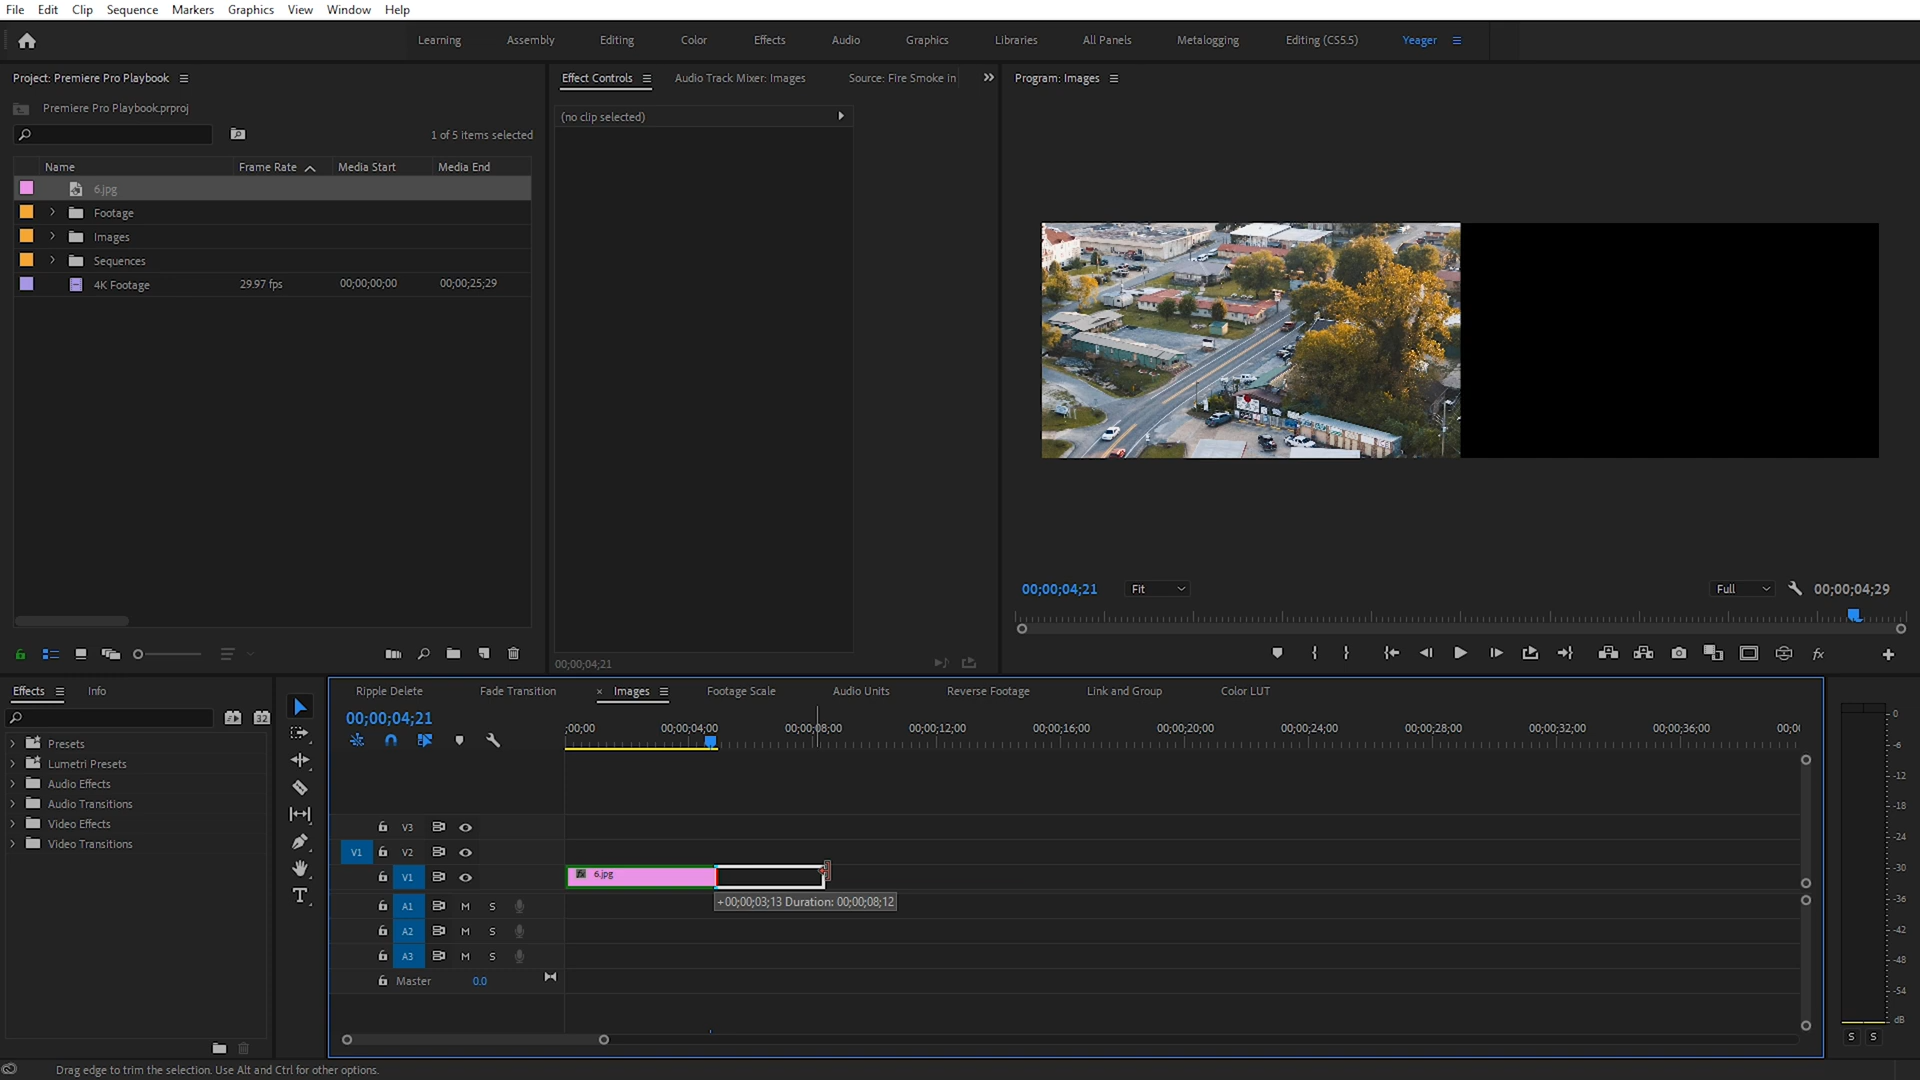 File Edit Clip Sequence Markers Graphics View Window Help
Learning Assembly Editing Color Effects Audio Graphics Libraries All Panels Metalogging Editing (CS5.5) Yeager
Project: Premiere Pro Playbook
Premiere Pro Playbook.prproj
1 of 5 items selected
Name Frame Rate Media Start Media End
6.jpg
Footage
Images
Sequences
4K Footage 29.97 fps 00;00;00;00 00;00;25;29
Effect Controls Audio Track Mixer: Images Source: Fire Smoke in
(no clip selected)
00;00;04;21
Program: Images
00;00;04;21 Fit Full 00;00;04;29
Effects Info
32
Presets
Lumetri Presets
Audio Effects
Audio Transitions
Video Effects
Video Transitions
Ripple Delete Fade Transition × Images Footage Scale Audio Units Reverse Footage Link and Group Color LUT
00;00;04;21
;00;00 00;00;04;00 00;00;08;00 00;00;12;00 00;00;16;00 00;00;20;00 00;00;24;00 00;00;28;00 00;00;32;00 00;00;36;00 00;0
V3
V1 V2
V1 fx 6.jpg
+00;00;03;13 Duration: 00;00;08;12
A1 M S
A2 M S
A3 M S
Master 0.0
0
-6
-12
-18
-24
-30
-36
-42
-48
-54
dB
S S
Drag edge to trim the selection. Use Alt and Ctrl for other options.